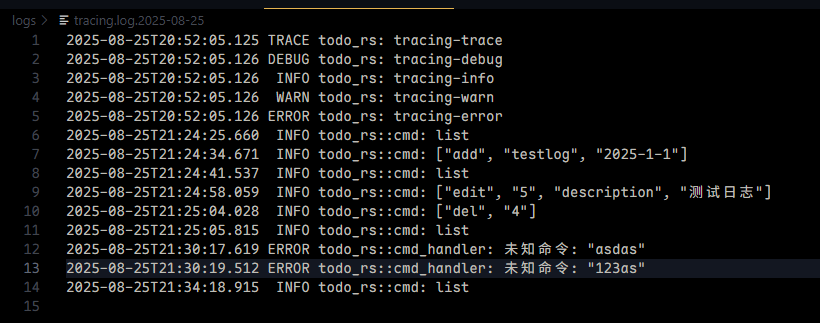 logs > tracing.log.2025-08-25
1 2025-08-25T20:52:05.125 TRACE todo_rs: tracing-trace
2 2025-08-25T20:52:05.126 DEBUG todo_rs: tracing-debug
3 2025-08-25T20:52:05.126  INFO todo_rs: tracing-info
4 2025-08-25T20:52:05.126  WARN todo_rs: tracing-warn
5 2025-08-25T20:52:05.126 ERROR todo_rs: tracing-error
6 2025-08-25T21:24:25.660  INFO todo_rs::cmd: list
7 2025-08-25T21:24:34.671  INFO todo_rs::cmd: ["add", "testlog", "2025-1-1"]
8 2025-08-25T21:24:41.537  INFO todo_rs::cmd: list
9 2025-08-25T21:24:58.059  INFO todo_rs::cmd: ["edit", "5", "description", "测试日志"]
10 2025-08-25T21:25:04.028  INFO todo_rs::cmd: ["del", "4"]
11 2025-08-25T21:25:05.815  INFO todo_rs::cmd: list
12 2025-08-25T21:30:17.619 ERROR todo_rs::cmd_handler: 未知命令: "asdas"
13 2025-08-25T21:30:19.512 ERROR todo_rs::cmd_handler: 未知命令: "123as"
14 2025-08-25T21:34:18.915  INFO todo_rs::cmd: list
15